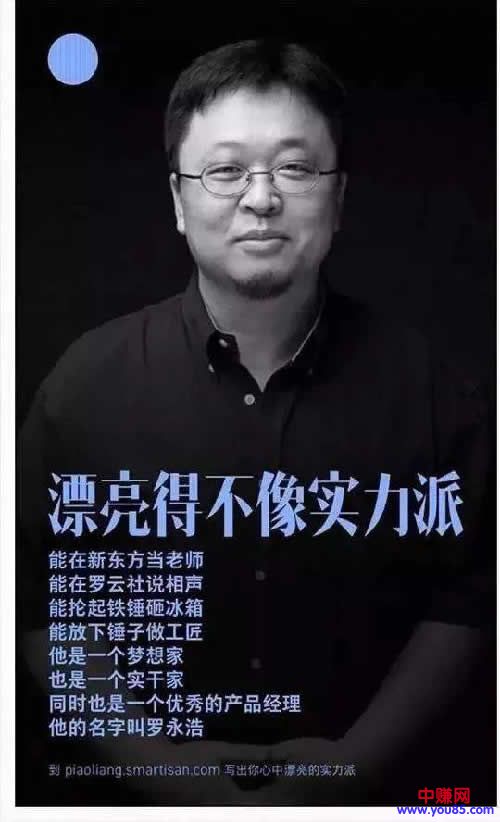 漂亮得不像实力派
能在新东方当老师
能在罗云社说相声
能抡起铁锤砸冰箱
能放下锤子做工匠
他是一个梦想家
也是一个实干家
同时也是一个优秀的产品经理
他的名字叫罗永浩
到 piaoliang.smartisan.com 写出你心中漂亮的实力派
中赚网
www.you85.com